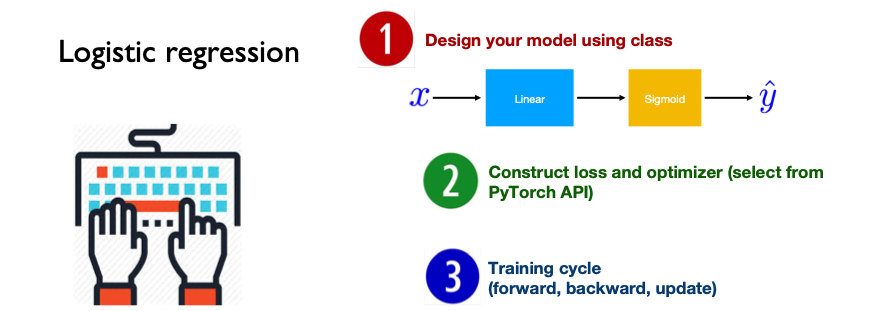 Logistic regression
1 Design your model using class
x Linear Sigmoid ŷ
2 Construct loss and optimizer (select from
PyTorch API)
3 Training cycle
(forward, backward, update)